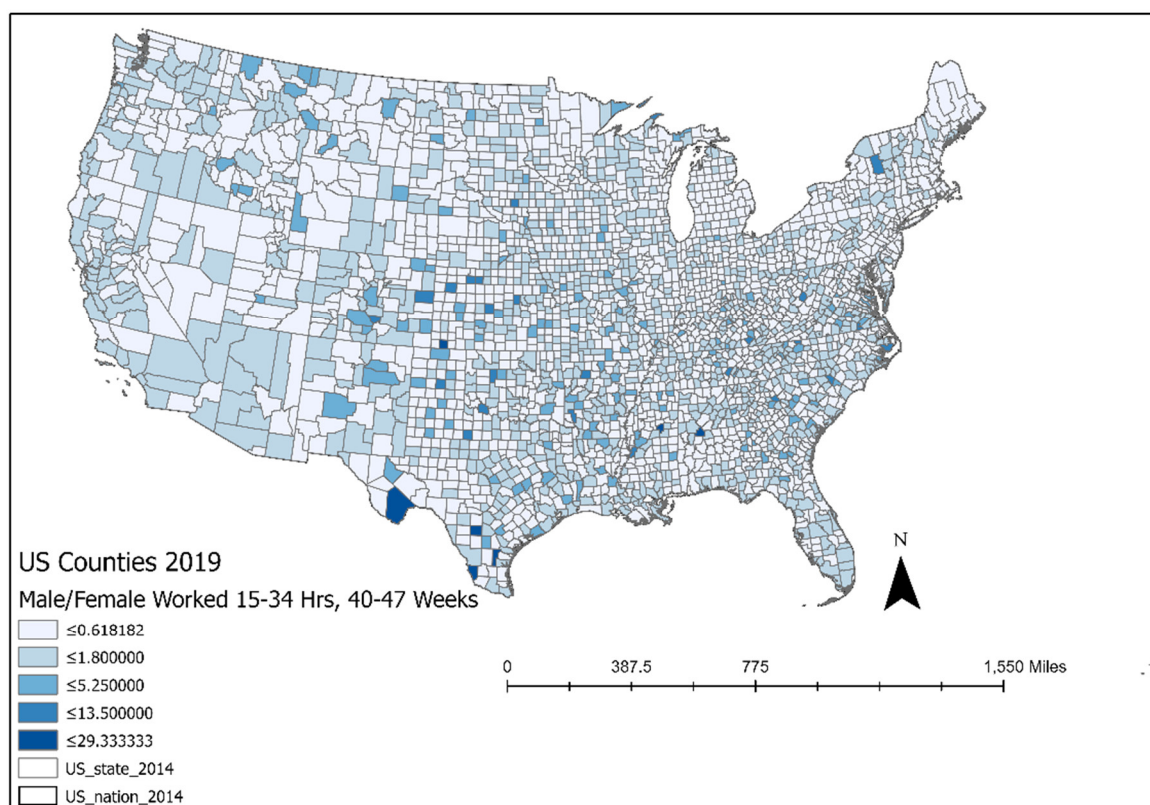 N
US Counties 2019
Male/Female Worked 15-34 Hrs, 40-47 Weeks
≤0.618182
≤1.800000
≤5.250000
≤13.500000
≤29.333333
US_state_2014
US_nation_2014
0 387.5 775 1,550 Miles